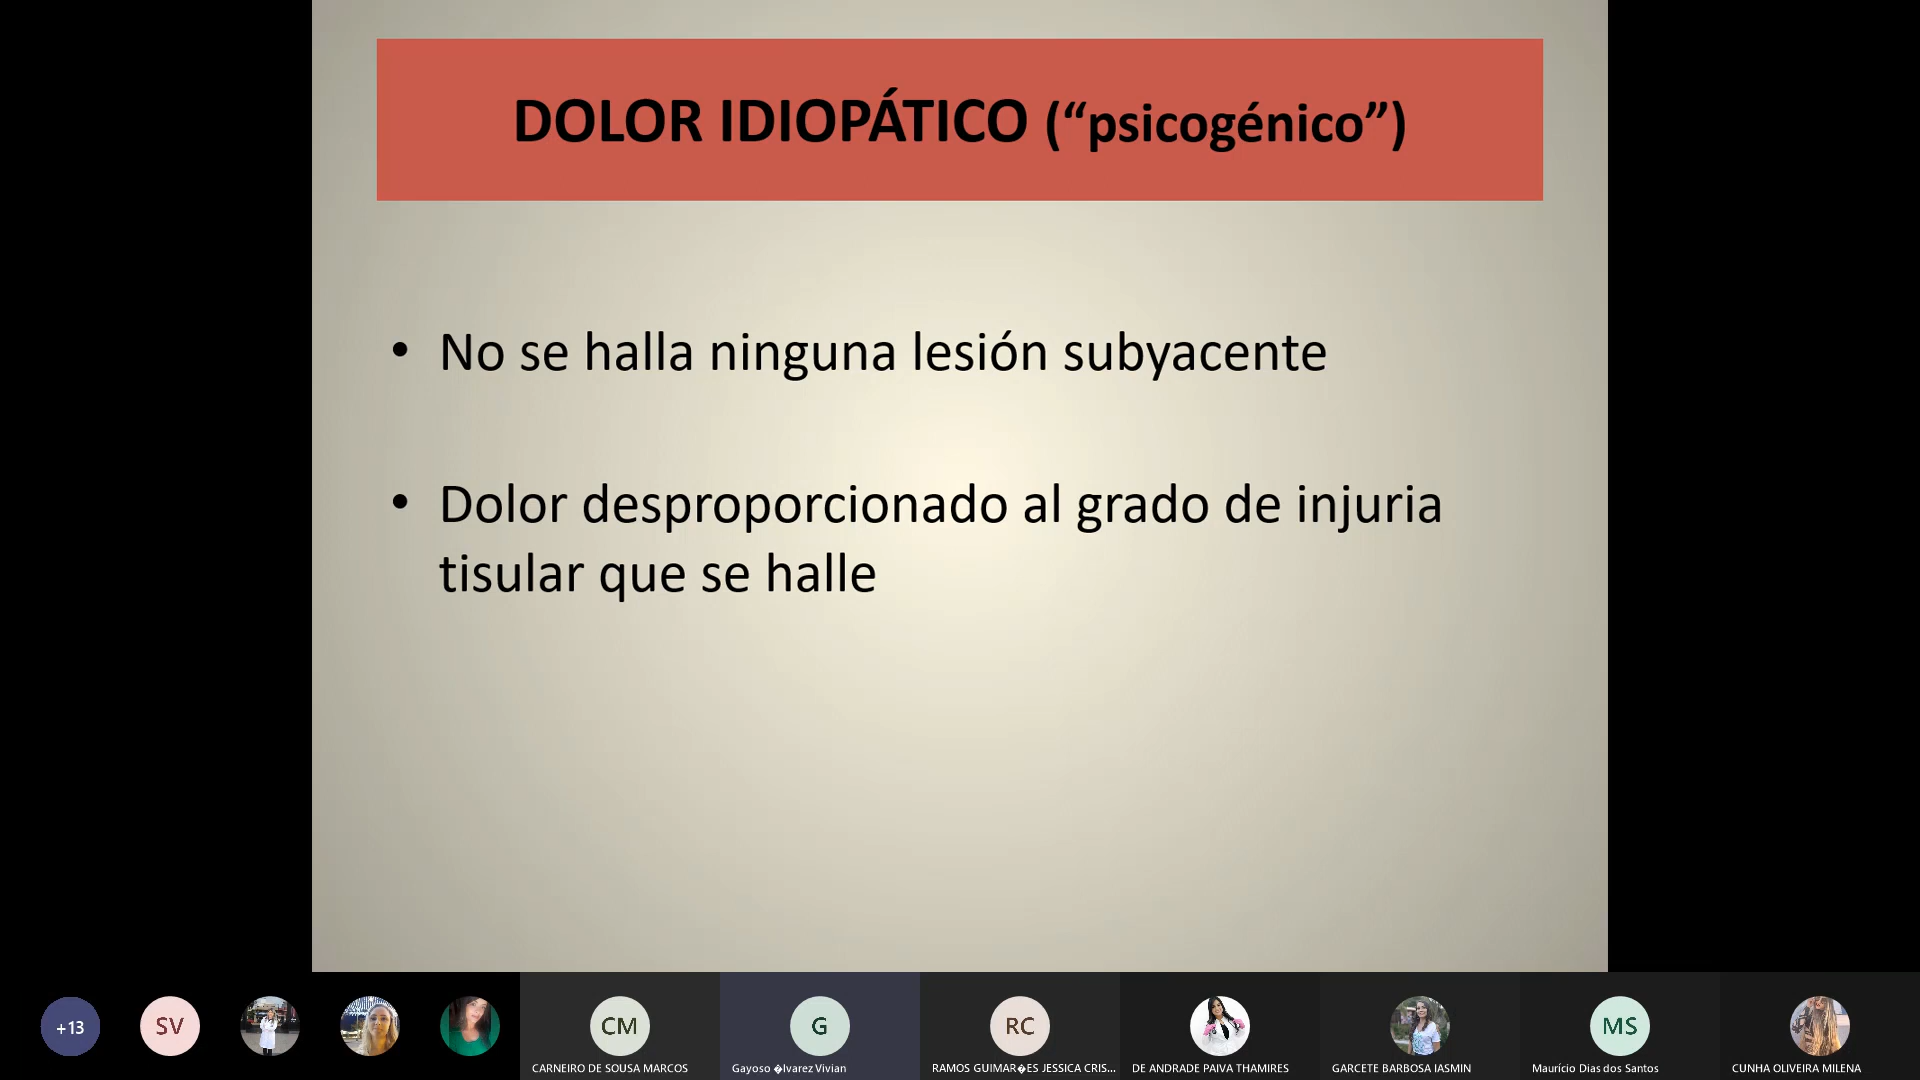 DOLOR IDIOPÁTICO (“psicogénico”)
• No se halla ninguna lesión subyacente
• Dolor desproporcionado al grado de injuria
tisular que se halle
+13
SV
CM
G
RC
MS
CARNEIRO DE SOUSA MARCOS
Gayoso �lvarez Vivian
RAMOS GUIMAR�ES JESSICA CRIS...
DE ANDRADE PAIVA THAMIRES
GARCETE BARBOSA IASMIN
Maurício Dias dos Santos
CUNHA OLIVEIRA MILENA